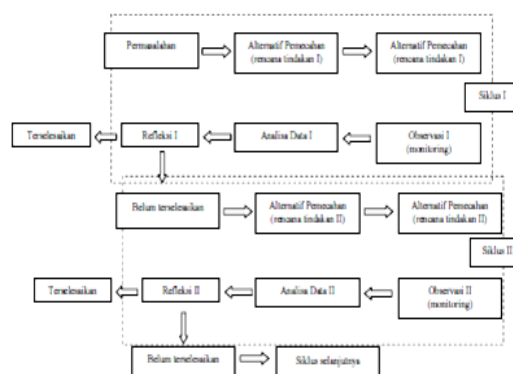 Permasalahan
Alternatif Pemecahan
(rencana tindakan I)
Alternatif Pemecahan
(rencana tindakan I)
Siklus I
Terselesaikan
Refleksi I
Analisa Data I
Observasi I
(monitoring)
Belum terselesaikan
Alternatif Pemecahan
(rencana tindakan II)
Alternatif Pemecahan
(rencana tindakan II)
Siklus II
Terselesaikan
Refleksi II
Analisa Data II
Observasi II
(monitoring)
Belum terselesaikan
Siklus selanjutnya